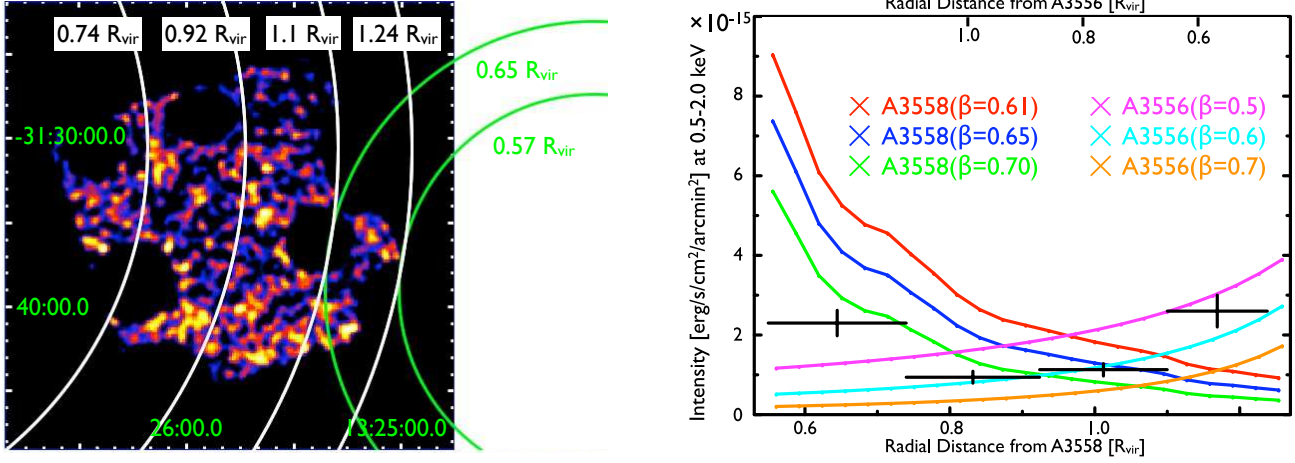 0.74 Rvir 0.92 Rvir 1.1 Rvir 1.24 Rvir
0.65 Rvir
0.57 Rvir
-31:30:00.0
40:00.0
26:00.0 13:25:00.0
Radial Distance from A3556 [Rvir]
1.0 0.8 0.6
×10-15
Intensity [erg/s/cm²/arcmin²] at 0.5-2.0 keV
8
6
4
2
0
A3558(β=0.61) A3556(β=0.5)
A3558(β=0.65) A3556(β=0.6)
A3558(β=0.70) A3556(β=0.7)
0.6 0.8 1.0
Radial Distance from A3558 [Rvir]